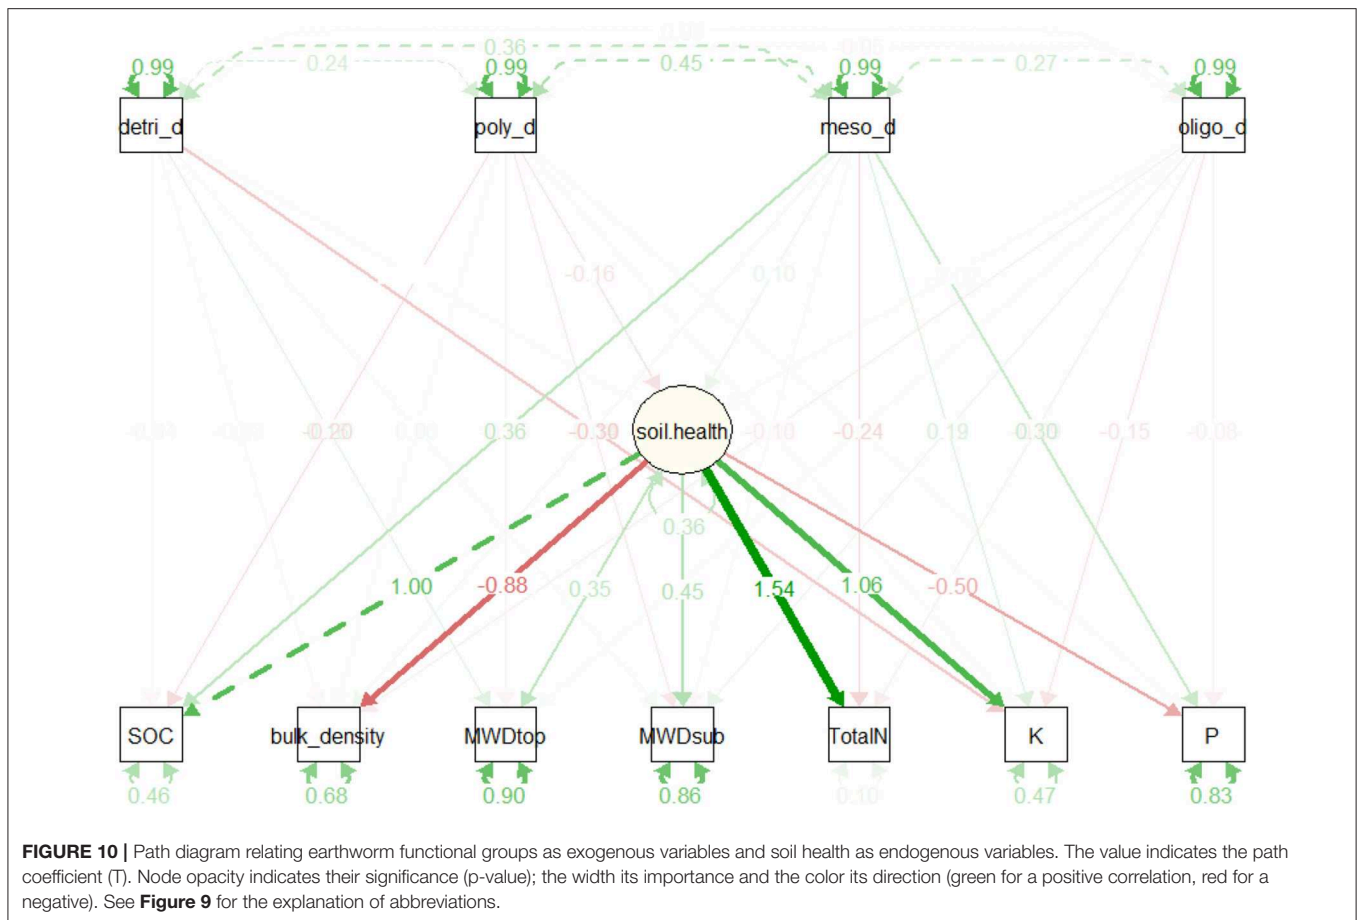 0.36
0.24
0.45
0.27
0.99
0.99
0.99
0.99
detri_d
poly_d
meso_d
oligo_d
-0.16
0.10
-0.20
0.36
-0.30
soil.health
-0.10
-0.24
0.19
-0.30
-0.15
-0.08
0.36
1.00
-0.88
0.35
0.45
1.54
1.06
-0.50
SOC
bulk_density
MWDtop
MWDsub
TotalN
K
P
0.46
0.68
0.90
0.86
0.10
0.47
0.83
FIGURE 10 | Path diagram relating earthworm functional groups as exogenous variables and soil health as endogenous variables. The value indicates the path
coefficient (T). Node opacity indicates their significance (p-value); the width its importance and the color its direction (green for a positive correlation, red for a
negative). See Figure 9 for the explanation of abbreviations.